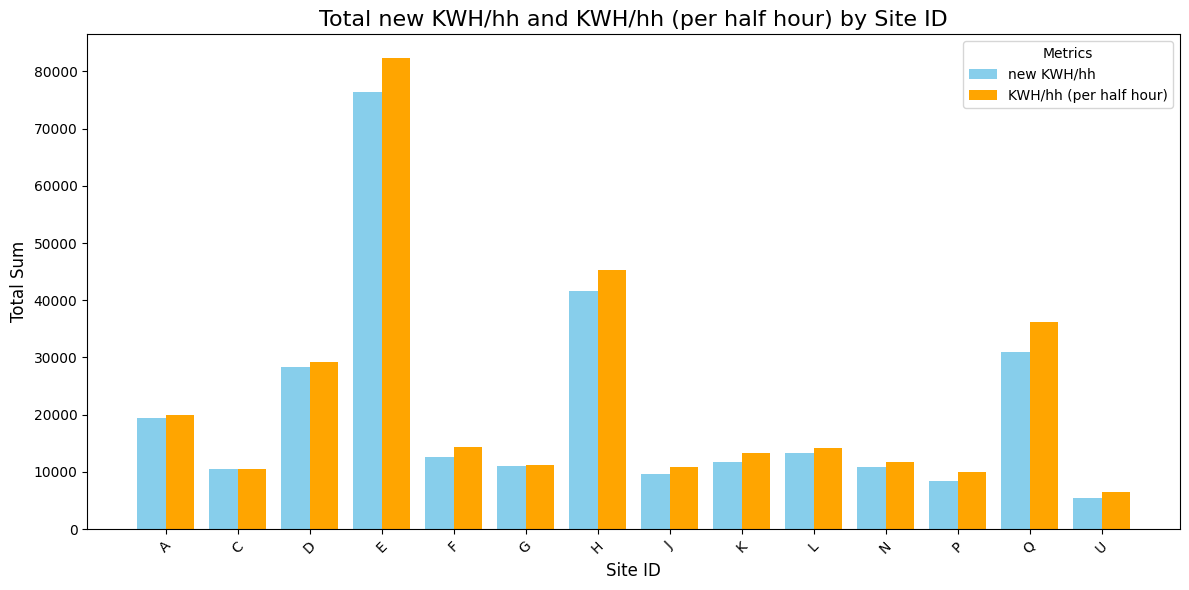 Total new KWH/hh and KWH/hh (per half hour) by Site ID
Metrics
new KWH/hh
KWH/hh (per half hour)
Total Sum
80000
70000
60000
50000
40000
30000
20000
10000
0
A C D E F G H J K L N P Q U
Site ID